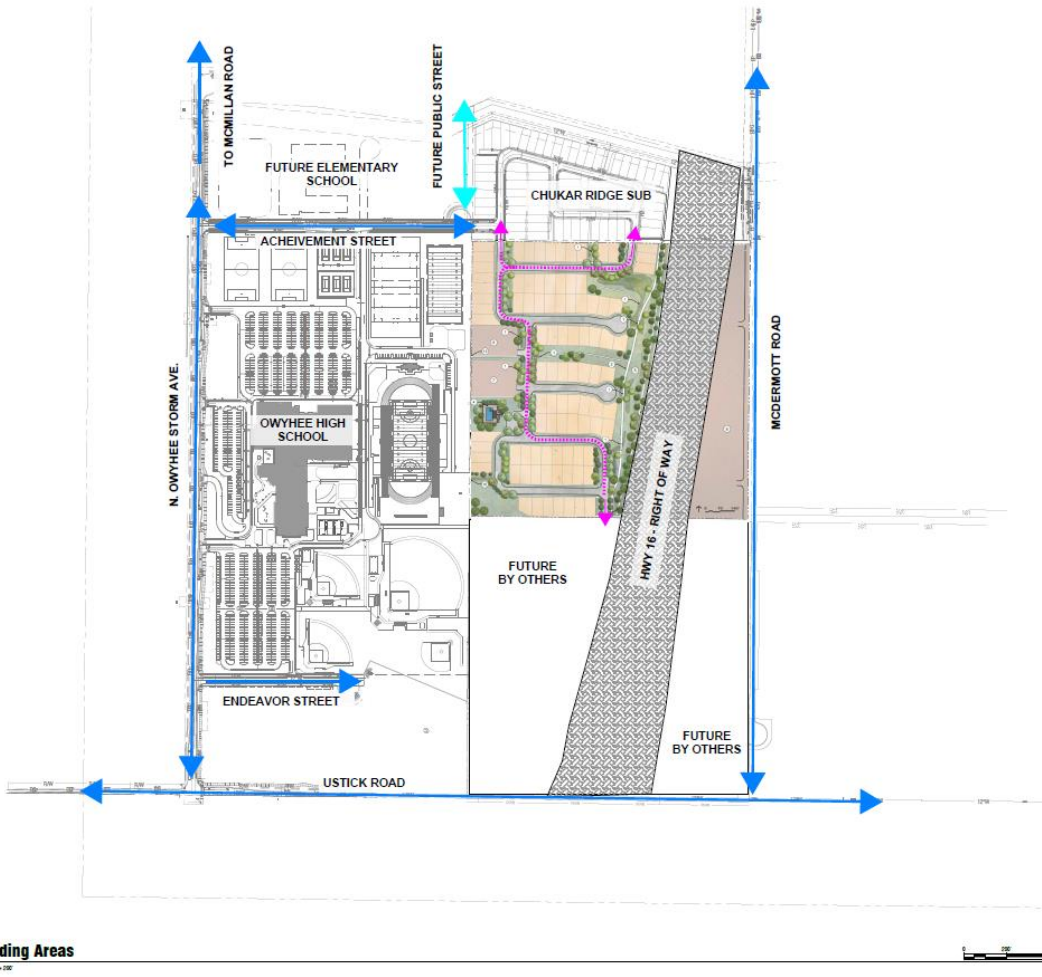 TO MCMILLAN ROAD
FUTURE PUBLIC STREET
FUTURE ELEMENTARY
SCHOOL
CHUKAR RIDGE SUB
ACHEIVEMENT STREET
N. OWYHEE STORM AVE.
OWYHEE HIGH
SCHOOL
MCDERMOTT ROAD
HWY 16 - RIGHT OF WAY
FUTURE
BY OTHERS
ENDEAVOR STREET
FUTURE
BY OTHERS
USTICK ROAD
ding Areas
0 200'